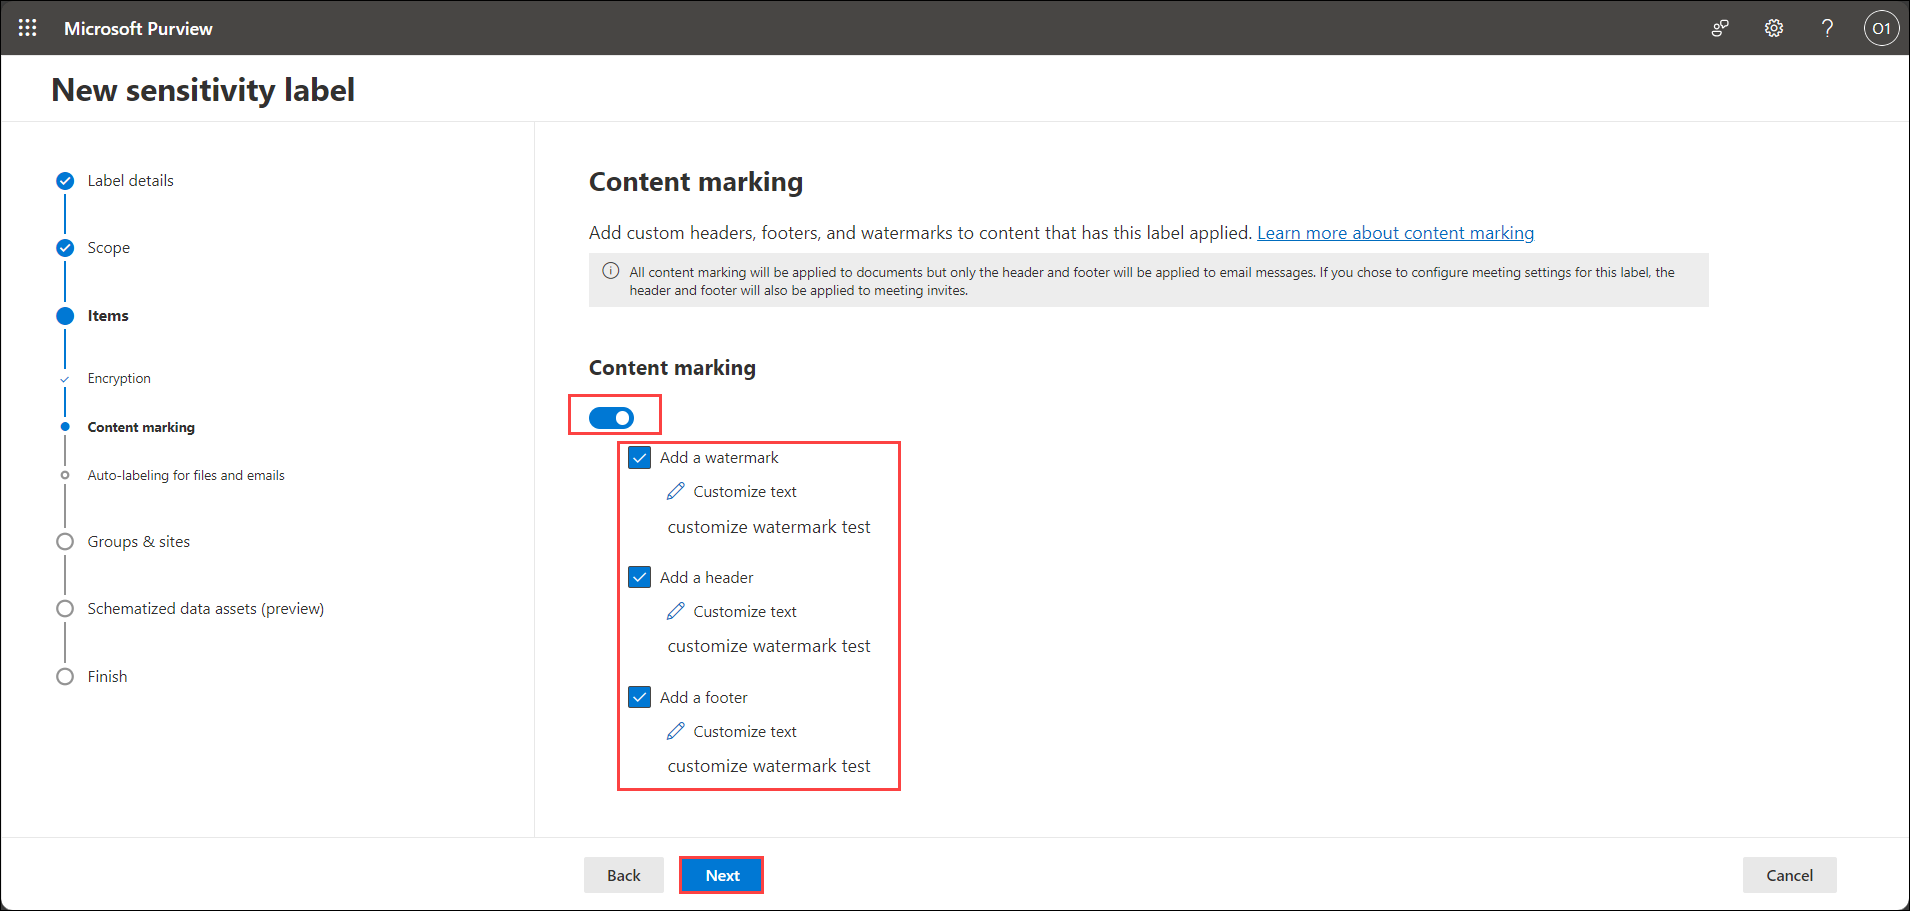 Microsoft Purview
O1
New sensitivity label
Label details
Scope
Items
Encryption
Content marking
Auto-labeling for files and emails
Groups & sites
Schematized data assets (preview)
Finish
Content marking
Add custom headers, footers, and watermarks to content that has this label applied. Learn more about content marking
All content marking will be applied to documents but only the header and footer will be applied to email messages. If you chose to configure meeting settings for this label, the
header and footer will also be applied to meeting invites.
Content marking
Add a watermark
Customize text
customize watermark test
Add a header
Customize text
customize watermark test
Add a footer
Customize text
customize watermark test
Back
Next
Cancel